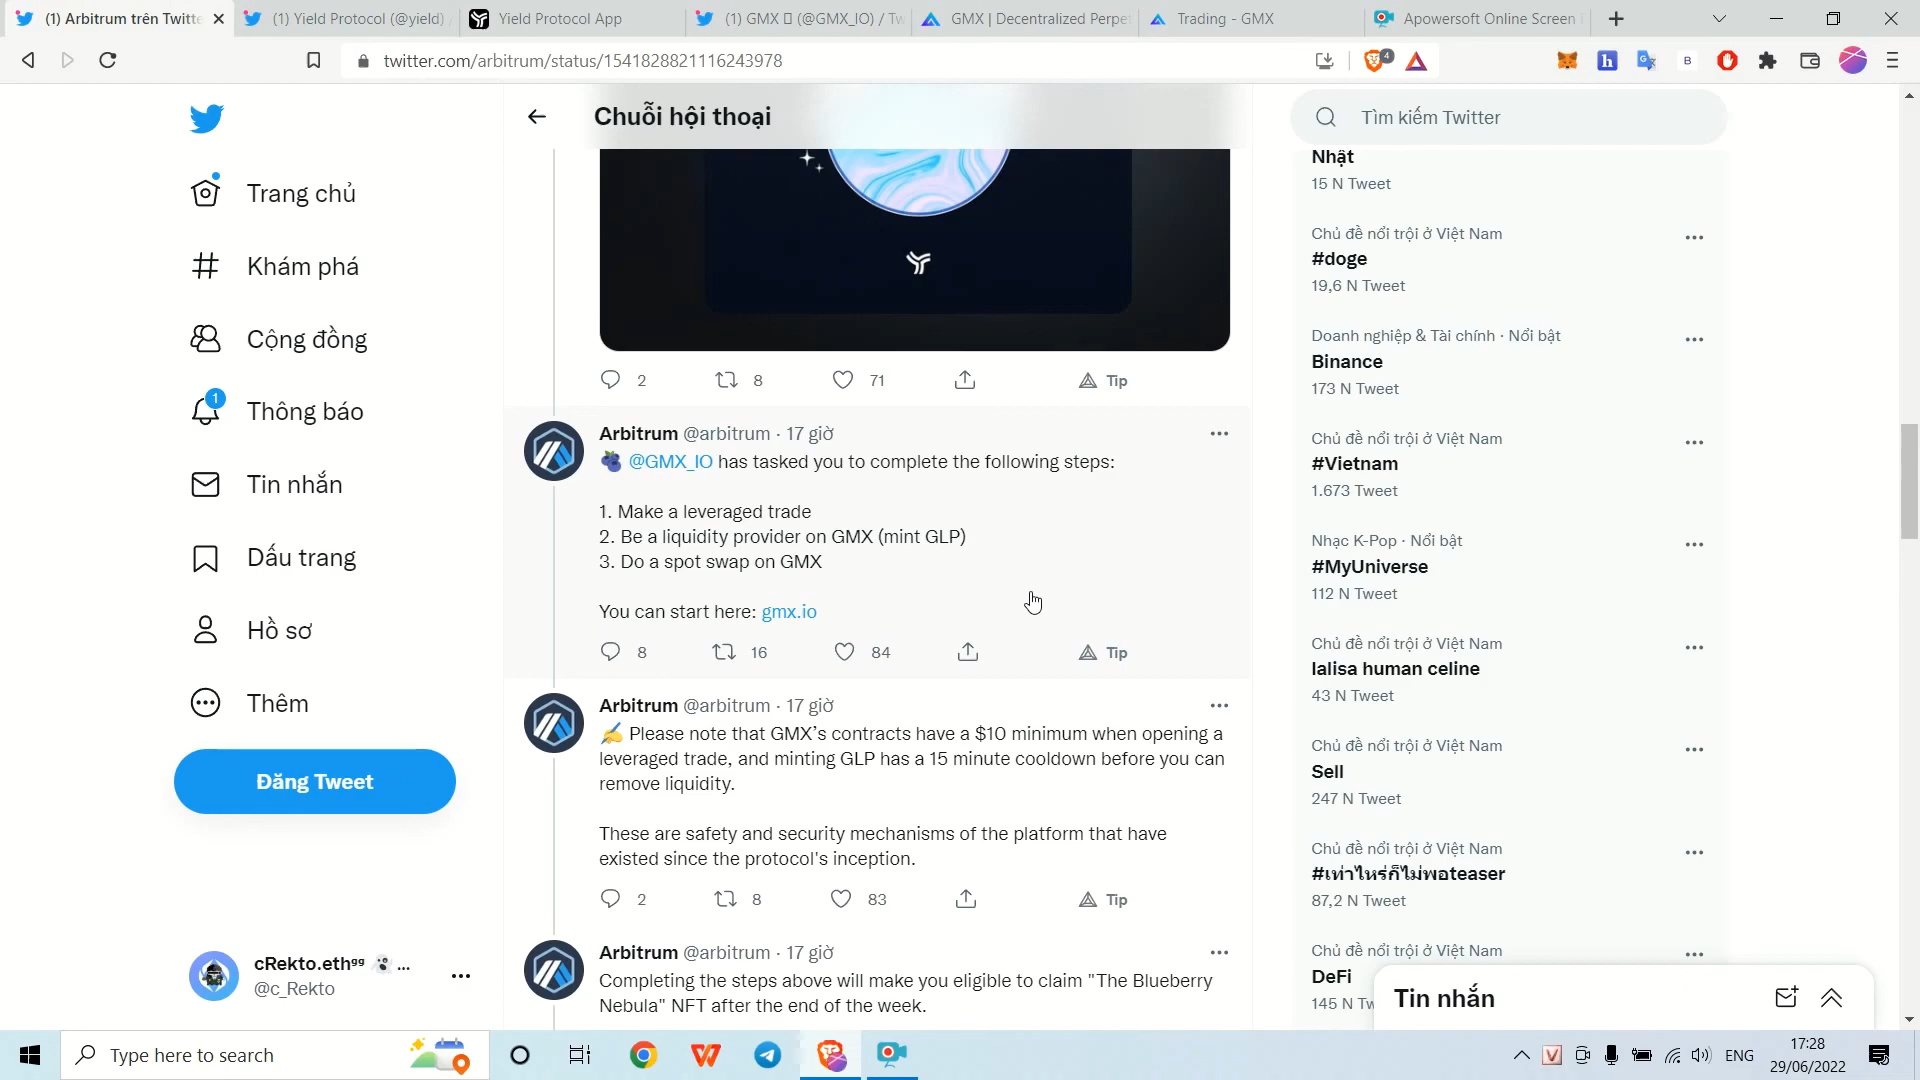 (1) Arbitrum trên Twitte
(1) Yield Protocol (@yield)
Yield Protocol App
(1) GMX (@GMX_IO) / Tw
GMX | Decentralized Perpet
Trading - GMX
Apowersoft Online Screen
twitter.com/arbitrum/status/1541828821116243978
4
h
B
Chuỗi hội thoại
Tìm kiếm Twitter
Trang chủ
Khám phá
Cộng đồng
1
Thông báo
Tin nhắn
Dấu trang
Hồ sơ
Thêm
Đăng Tweet
cRekto.ethᵍᵍ 👻 ...
@c_Rekto
2
8
71
Tip
Arbitrum @arbitrum · 17 giờ
🫐 @GMX_IO has tasked you to complete the following steps:
1. Make a leveraged trade
2. Be a liquidity provider on GMX (mint GLP)
3. Do a spot swap on GMX
You can start here: gmx.io
8
16
84
Tip
Arbitrum @arbitrum · 17 giờ
✍️ Please note that GMX’s contracts have a $10 minimum when opening a
leveraged trade, and minting GLP has a 15 minute cooldown before you can
remove liquidity.
These are safety and security mechanisms of the platform that have
existed since the protocol's inception.
2
8
83
Tip
Arbitrum @arbitrum · 17 giờ
Completing the steps above will make you eligible to claim "The Blueberry
Nebula" NFT after the end of the week.
Nhật
15 N Tweet
Chủ đề nổi trội ở Việt Nam
#doge
19,6 N Tweet
Doanh nghiệp & Tài chính · Nổi bật
Binance
173 N Tweet
Chủ đề nổi trội ở Việt Nam
#Vietnam
1.673 Tweet
Nhạc K-Pop · Nổi bật
#MyUniverse
112 N Tweet
Chủ đề nổi trội ở Việt Nam
lalisa human celine
43 N Tweet
Chủ đề nổi trội ở Việt Nam
Sell
247 N Tweet
Chủ đề nổi trội ở Việt Nam
#เท่าไหร่ก็ไม่พอteaser
87,2 N Tweet
Chủ đề nổi trội ở Việt Nam
DeFi
145 N Tw
Tin nhắn
Type here to search
ENG
17:28
29/06/2022